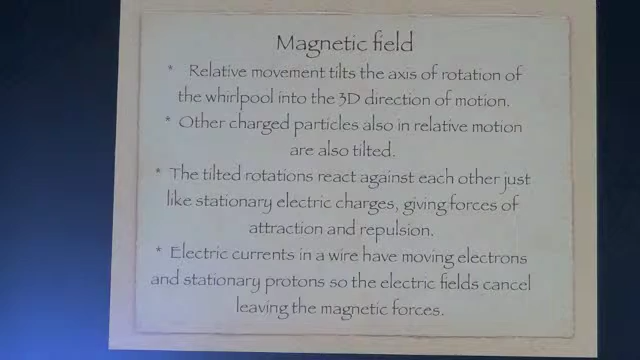 Magnetic field
* Relative movement tilts the axis of rotation of
the whirlpool into the 3D direction of motion.
* Other charged particles also in relative motion
are also tilted.
* The tilted rotations react against each other just
like stationary electric charges, giving forces of
attraction and repulsion.
* Electric currents in a wire have moving electrons
and stationary protons so the electric fields cancel
leaving the magnetic forces.